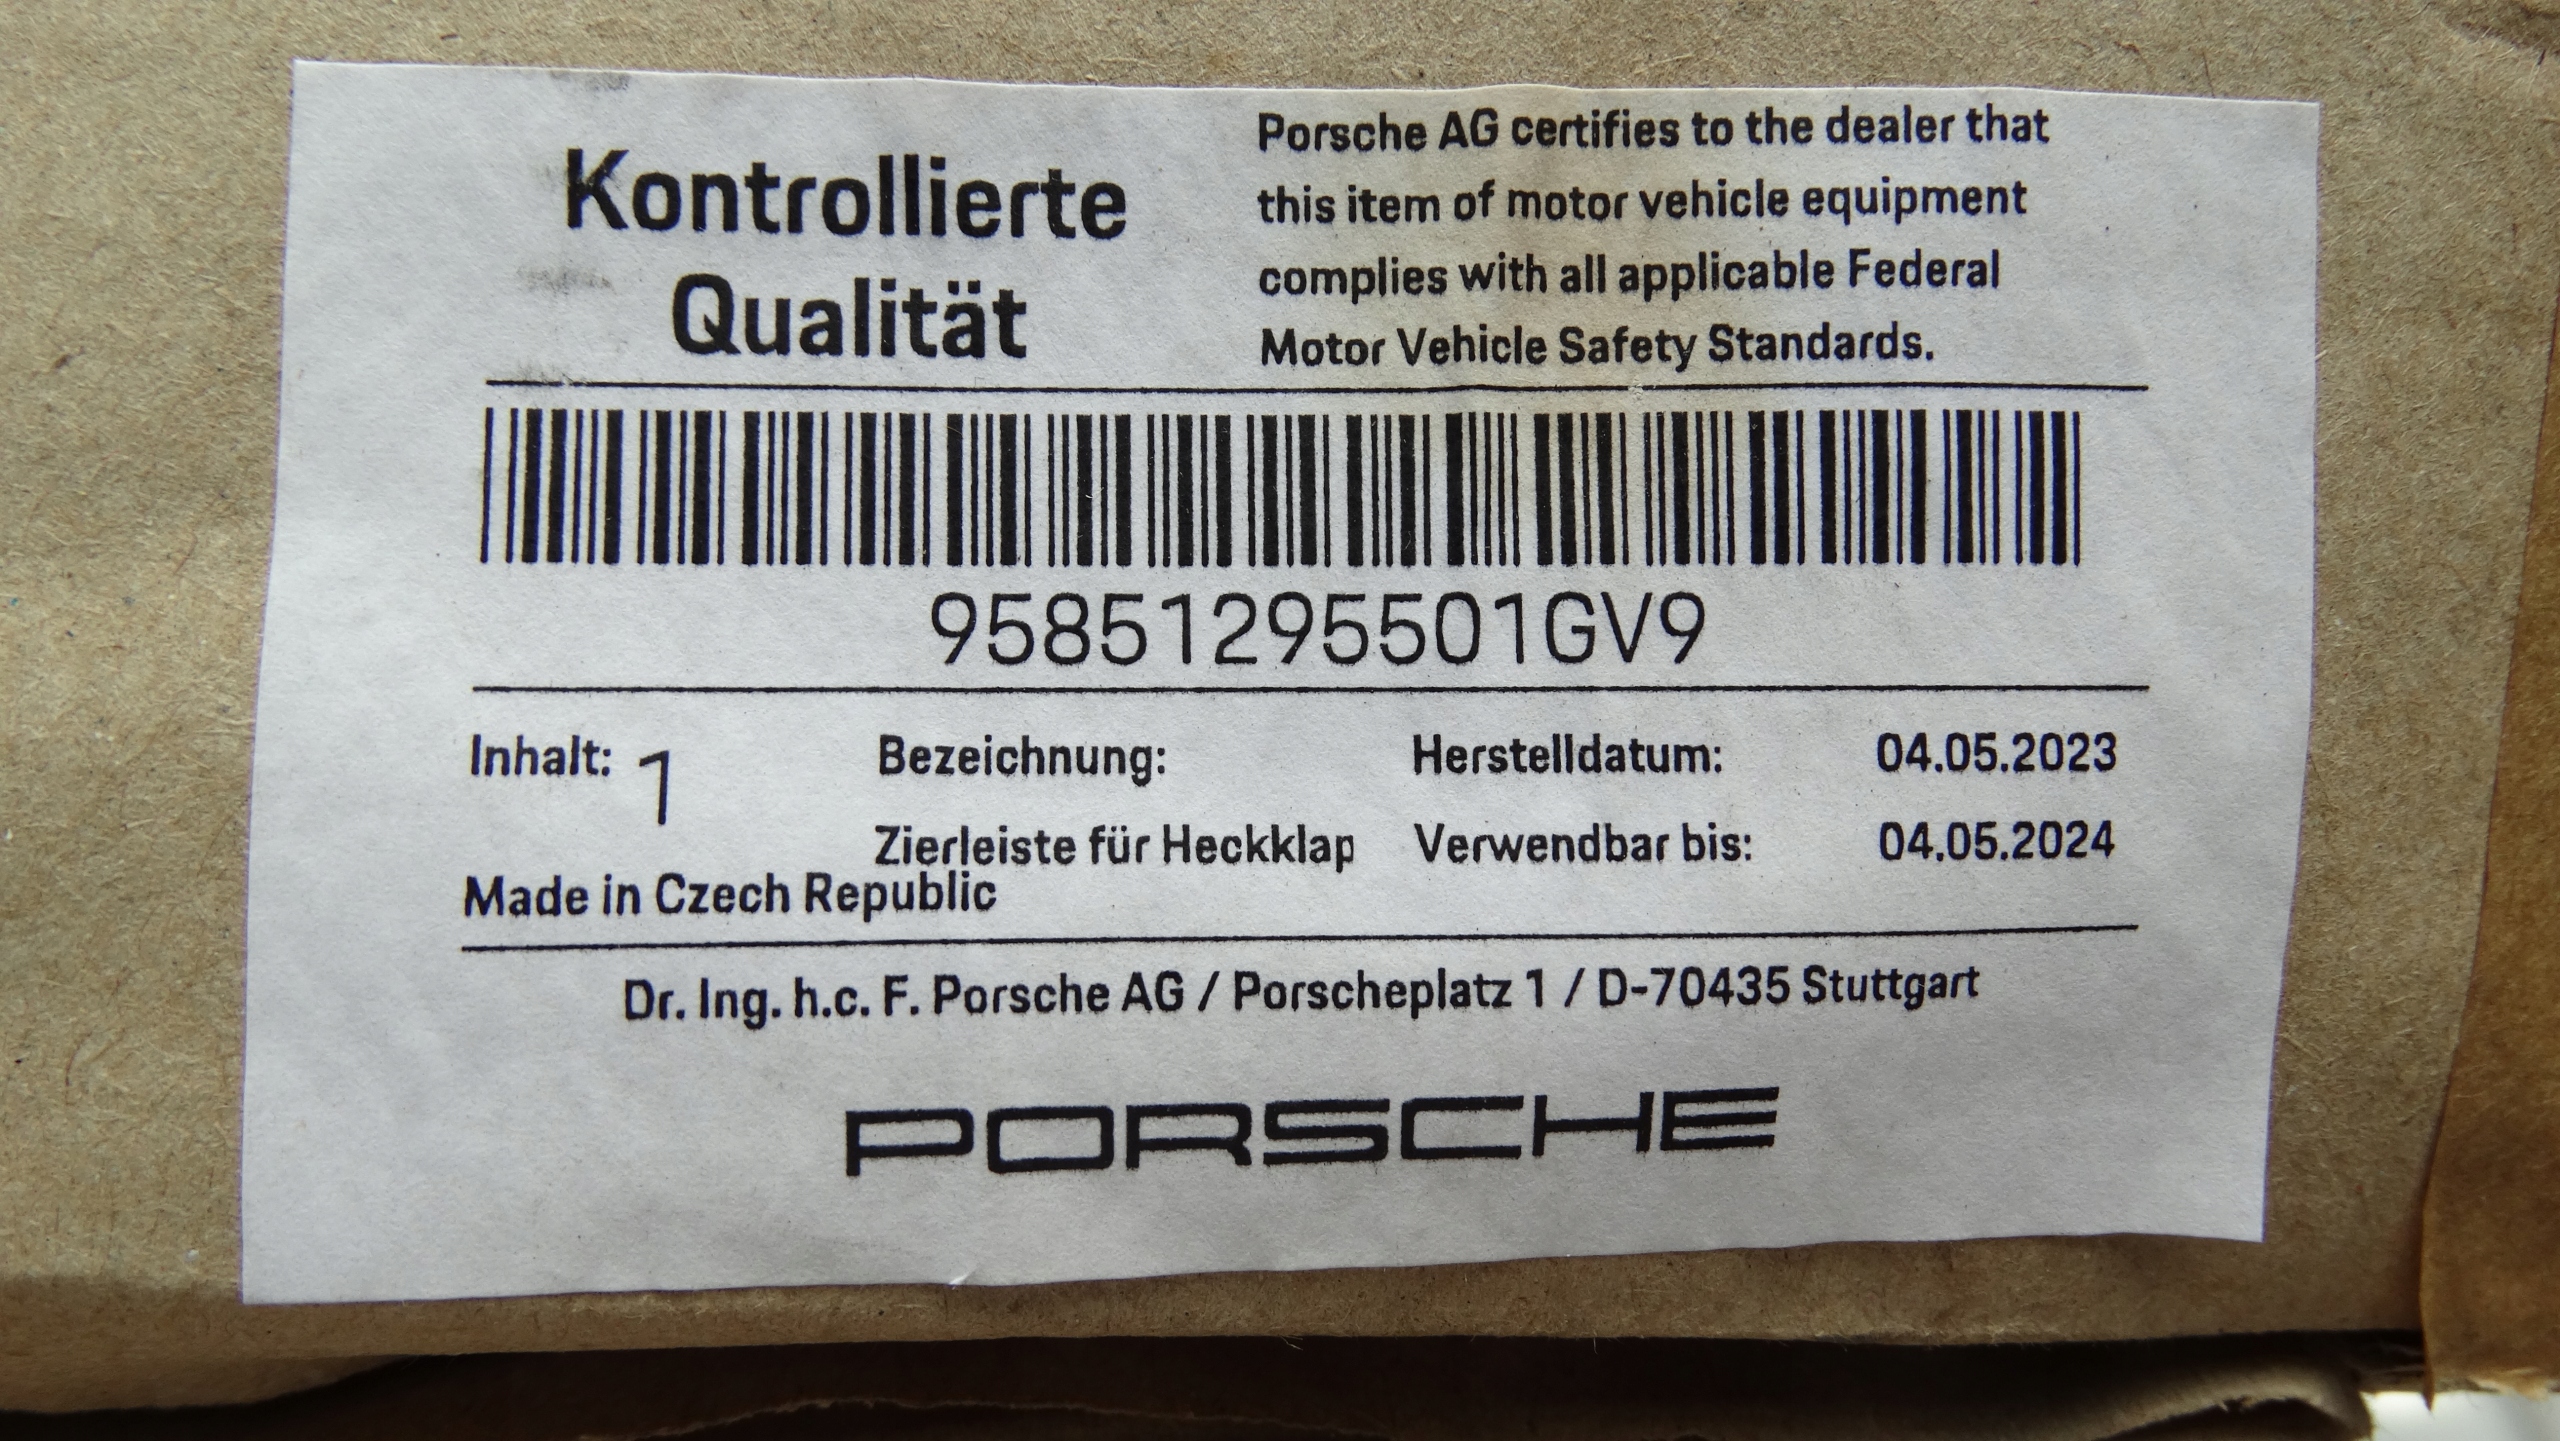 Kontrollierte
Qualität
Porsche AG certifies to the dealer that
this item of motor vehicle equipment
complies with all applicable Federal
Motor Vehicle Safety Standards.
95851295501GV9
Inhalt: 1
Bezeichnung:
Zierleiste für Heckklap
Herstelldatum: 04.05.2023
Verwendbar bis: 04.05.2024
Made in Czech Republic
Dr. Ing. h.c. F. Porsche AG / Porscheplatz 1 / D-70435 Stuttgart
PORSCHE